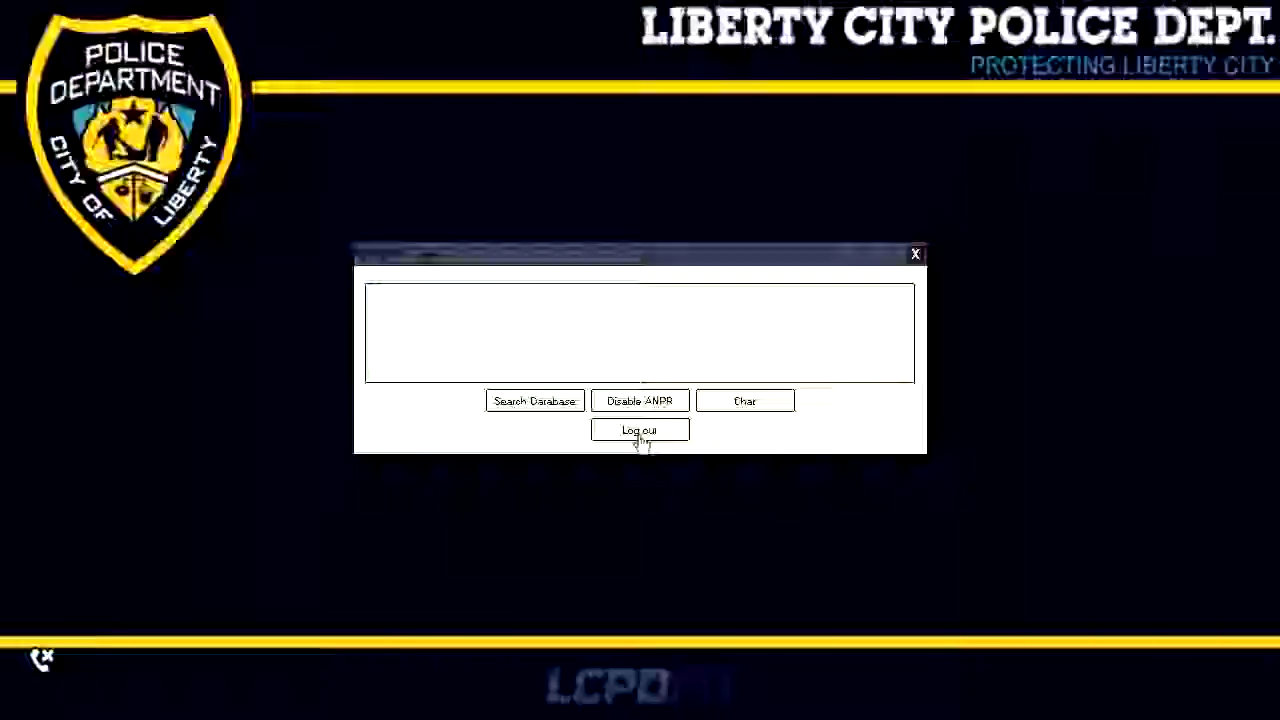 LIBERTY CITY POLICE DEPT.
PROTECTING LIBERTY CITY
POLICE
DEPARTMENT
CITY OF LIBERTY
X
Search Database
Disable ANPR
Chat
Log out
LCPD